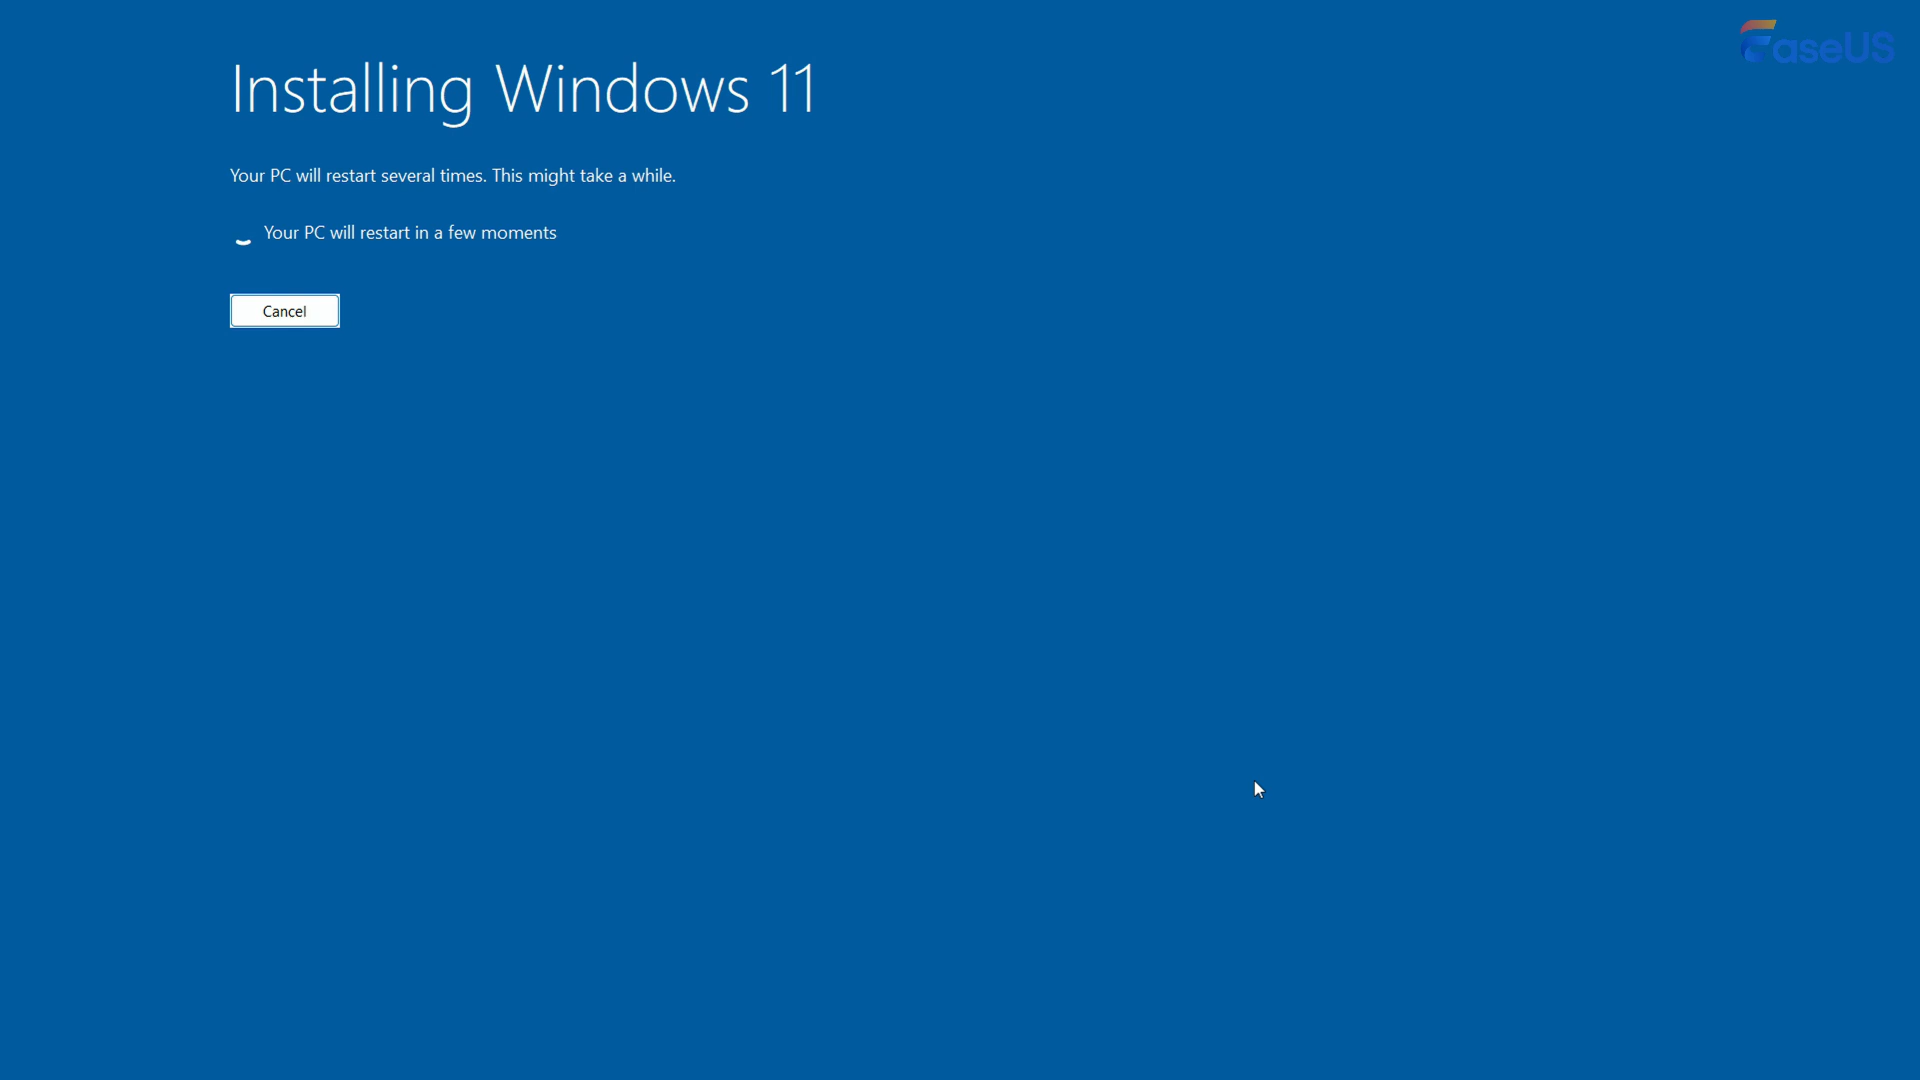 EaseUS
Installing Windows 11
Your PC will restart several times. This might take a while.
Your PC will restart in a few moments
Cancel